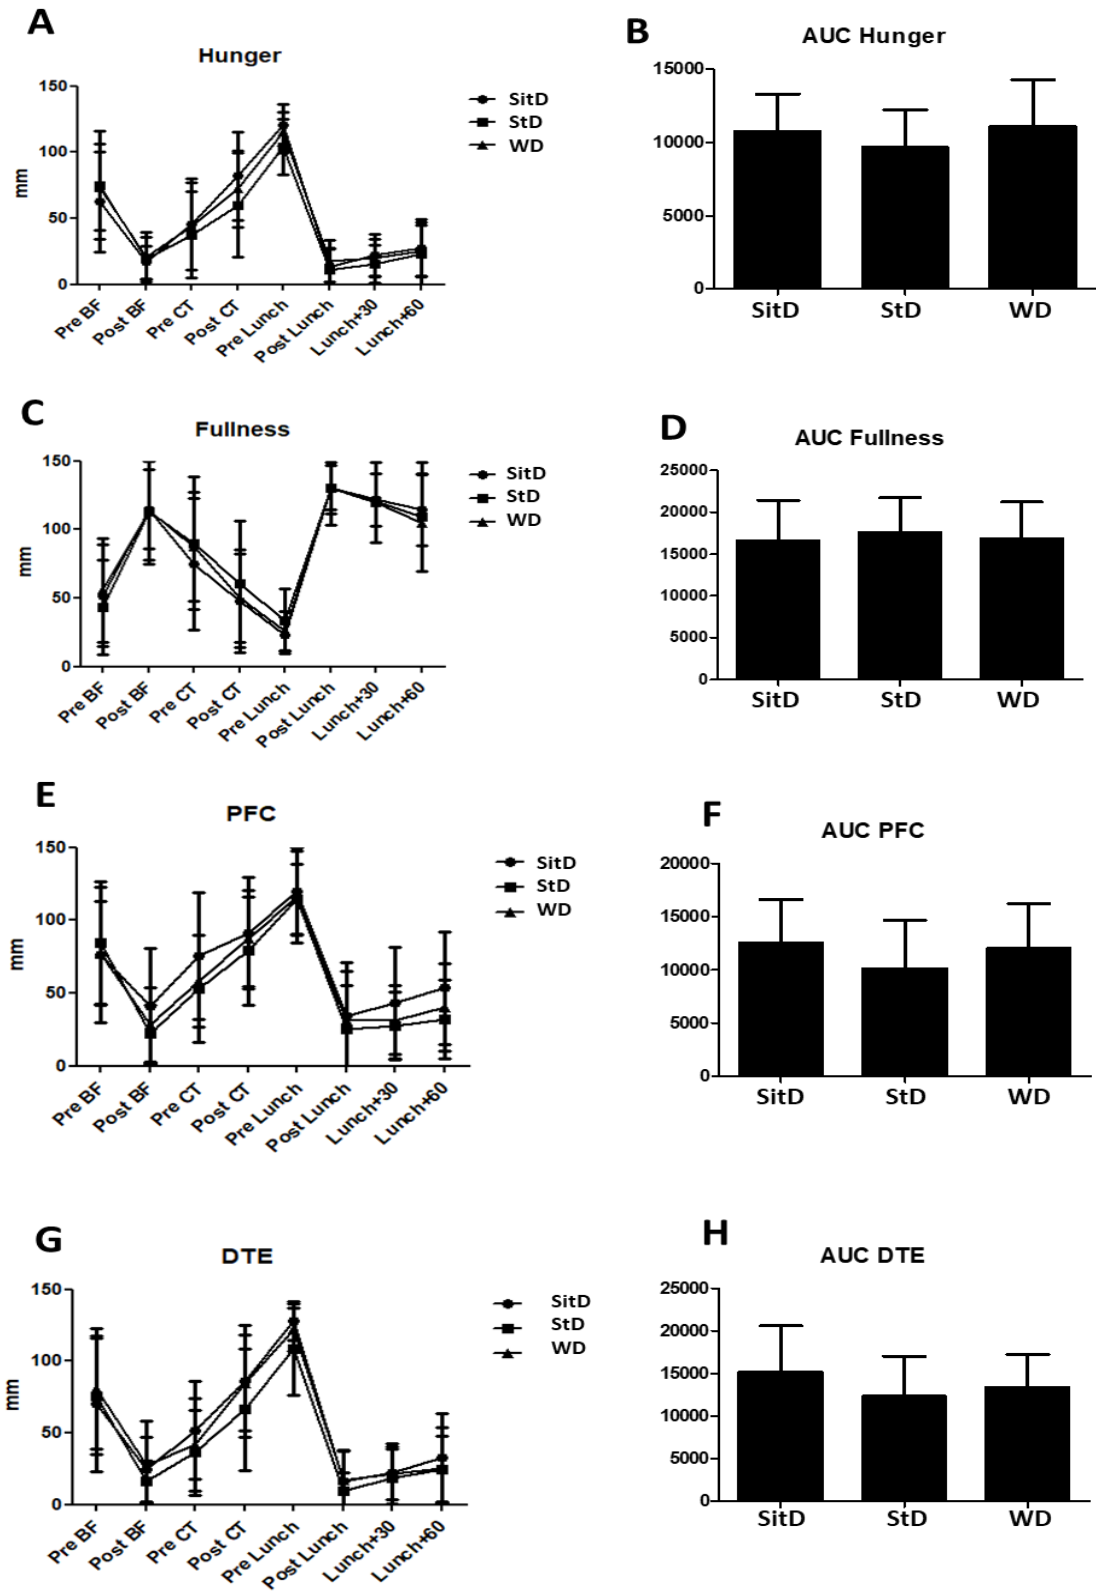 A
Hunger
150
100
50
0
mm
SitD
StD
WD
Pre BF
Post BF
Pre CT
Post CT
Pre Lunch
Post Lunch
Lunch+30
Lunch+60
B
AUC Hunger
15000
10000
5000
0
SitD
StD
WD
C
Fullness
150
100
50
0
mm
SitD
StD
WD
Pre BF
Post BF
Pre CT
Post CT
Pre Lunch
Post Lunch
Lunch+30
Lunch+60
D
AUC Fullness
25000
20000
15000
10000
5000
0
SitD
StD
WD
E
PFC
150
100
50
0
mm
SitD
StD
WD
Pre BF
Post BF
Pre CT
Post CT
Pre Lunch
Post Lunch
Lunch+30
Lunch+60
F
AUC PFC
20000
15000
10000
5000
0
SitD
StD
WD
G
DTE
150
100
50
0
mm
SitD
StD
WD
Pre BF
Post BF
Pre CT
Post CT
Pre Lunch
Post Lunch
Lunch+30
Lunch+60
H
AUC DTE
25000
20000
15000
10000
5000
0
SitD
StD
WD